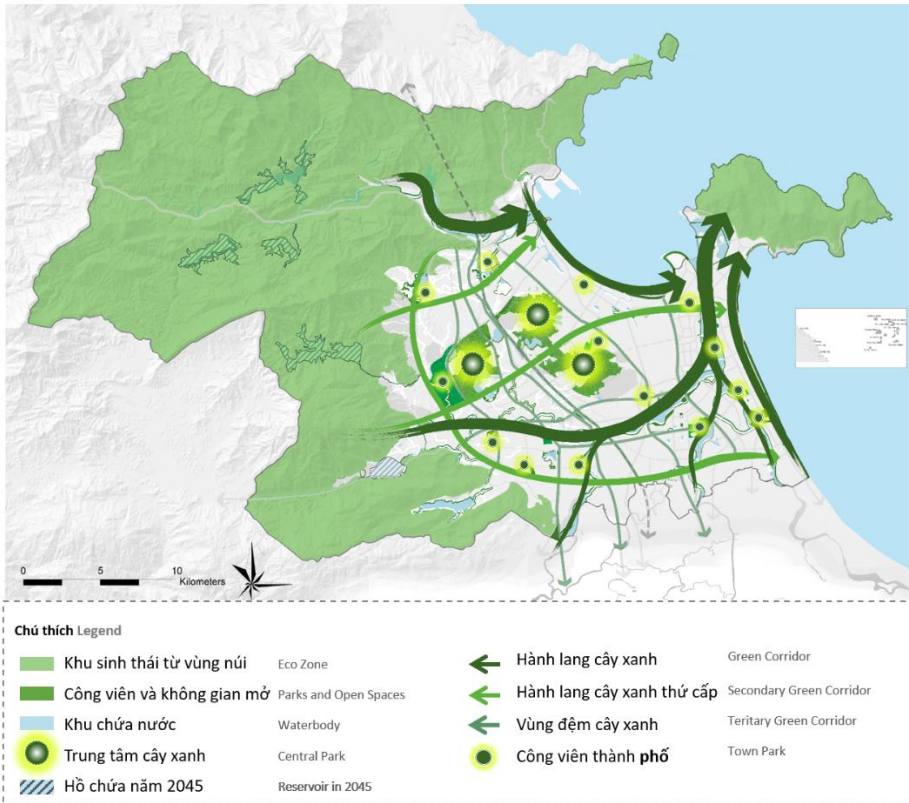 0 5 10
Kilometers
Chú thích Legend
Khu sinh thái từ vùng núi Eco Zone
Công viên và không gian mở Parks and Open Spaces
Khu chứa nước Waterbody
Trung tâm cây xanh Central Park
Hồ chứa năm 2045 Reservoir in 2045
Hành lang cây xanh Green Corridor
Hành lang cây xanh thứ cấp Secondary Green Corridor
Vùng đệm cây xanh Teritary Green Corridor
Công viên thành phố Town Park